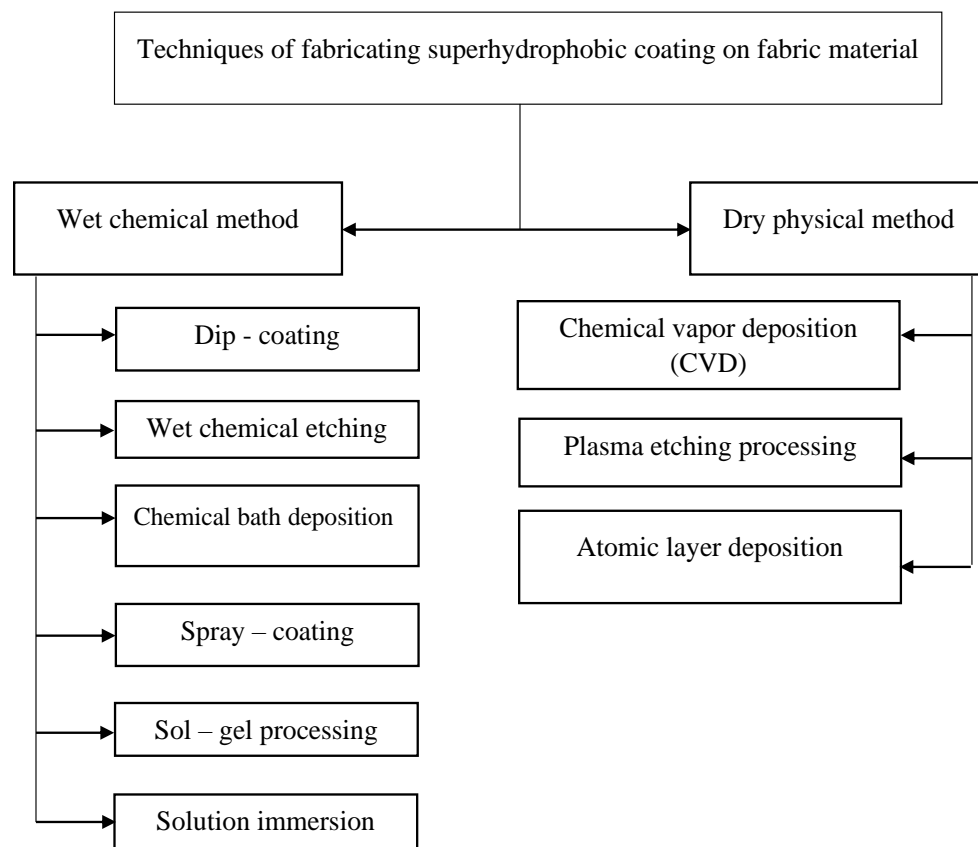 Techniques of fabricating superhydrophobic coating on fabric material
Wet chemical method
Dry physical method
Dip - coating
Wet chemical etching
Chemical bath deposition
Spray – coating
Sol – gel processing
Solution immersion
Chemical vapor deposition
(CVD)
Plasma etching processing
Atomic layer deposition